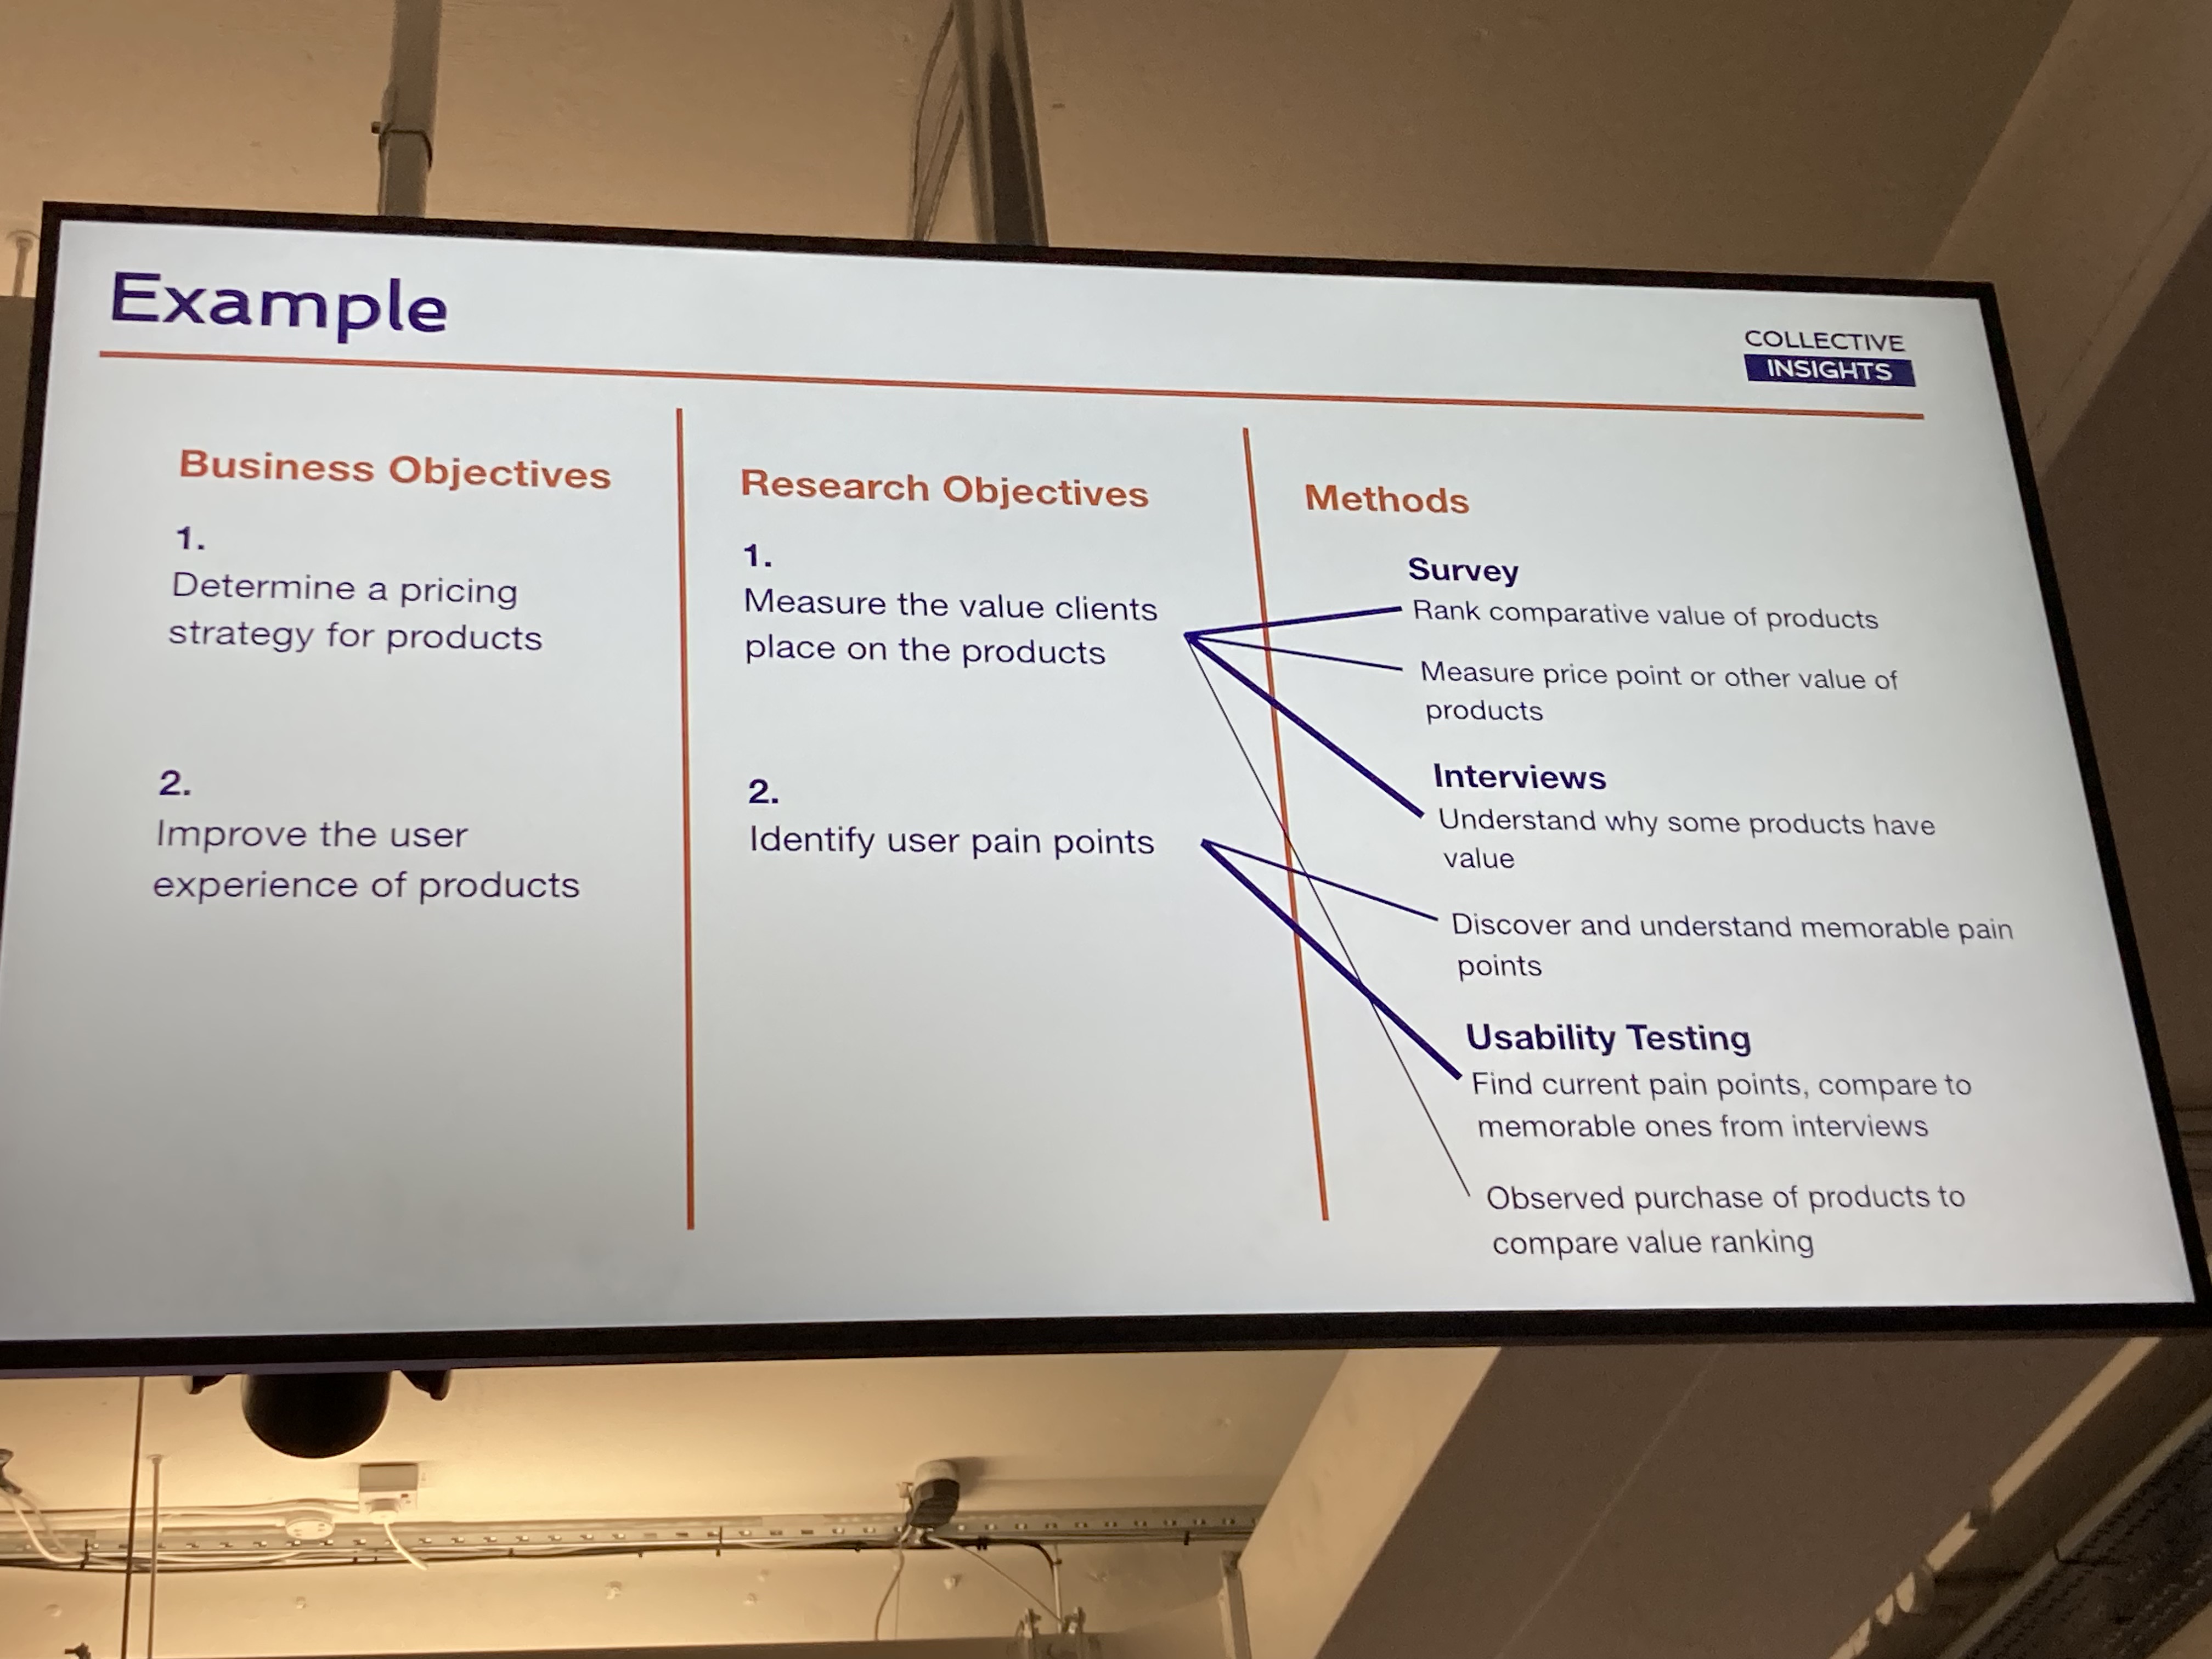 Example
COLLECTIVE
INSIGHTS
Business Objectives
1.
Determine a pricing
strategy for products
2.
Improve the user
experience of products
Research Objectives
1.
Measure the value clients
place on the products
2.
Identify user pain points
Methods
Survey
Rank comparative value of products
Measure price point or other value of
products
Interviews
Understand why some products have
value
Discover and understand memorable pain
points
Usability Testing
Find current pain points, compare to
memorable ones from interviews
Observed purchase of products to
compare value ranking